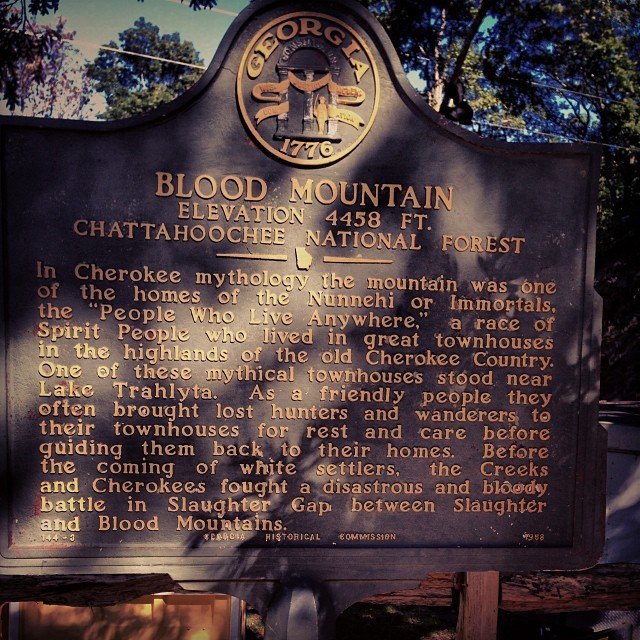 GEORGIA
1776
BLOOD MOUNTAIN
ELEVATION 4458 FT.
CHATTAHOOCHEE NATIONAL FOREST
In Cherokee mythology the mountain was one
of the homes of the Nunnehi or Immortals,
the "People Who Live Anywhere," a race of
Spirit People who lived in great townhouses
in the highlands of the old Cherokee Country.
One of these mythical townhouses stood near
Lake Trahlyta. As a friendly people they
often brought lost hunters and wanderers to
their townhouses for rest and care before
guiding them back to their homes. Before
the coming of white settlers, the Creeks
and Cherokees fought a disastrous and bloody
battle in Slaughter Gap between Slaughter
and Blood Mountains.
144-3 GEORGIA HISTORICAL COMMISSION 1953